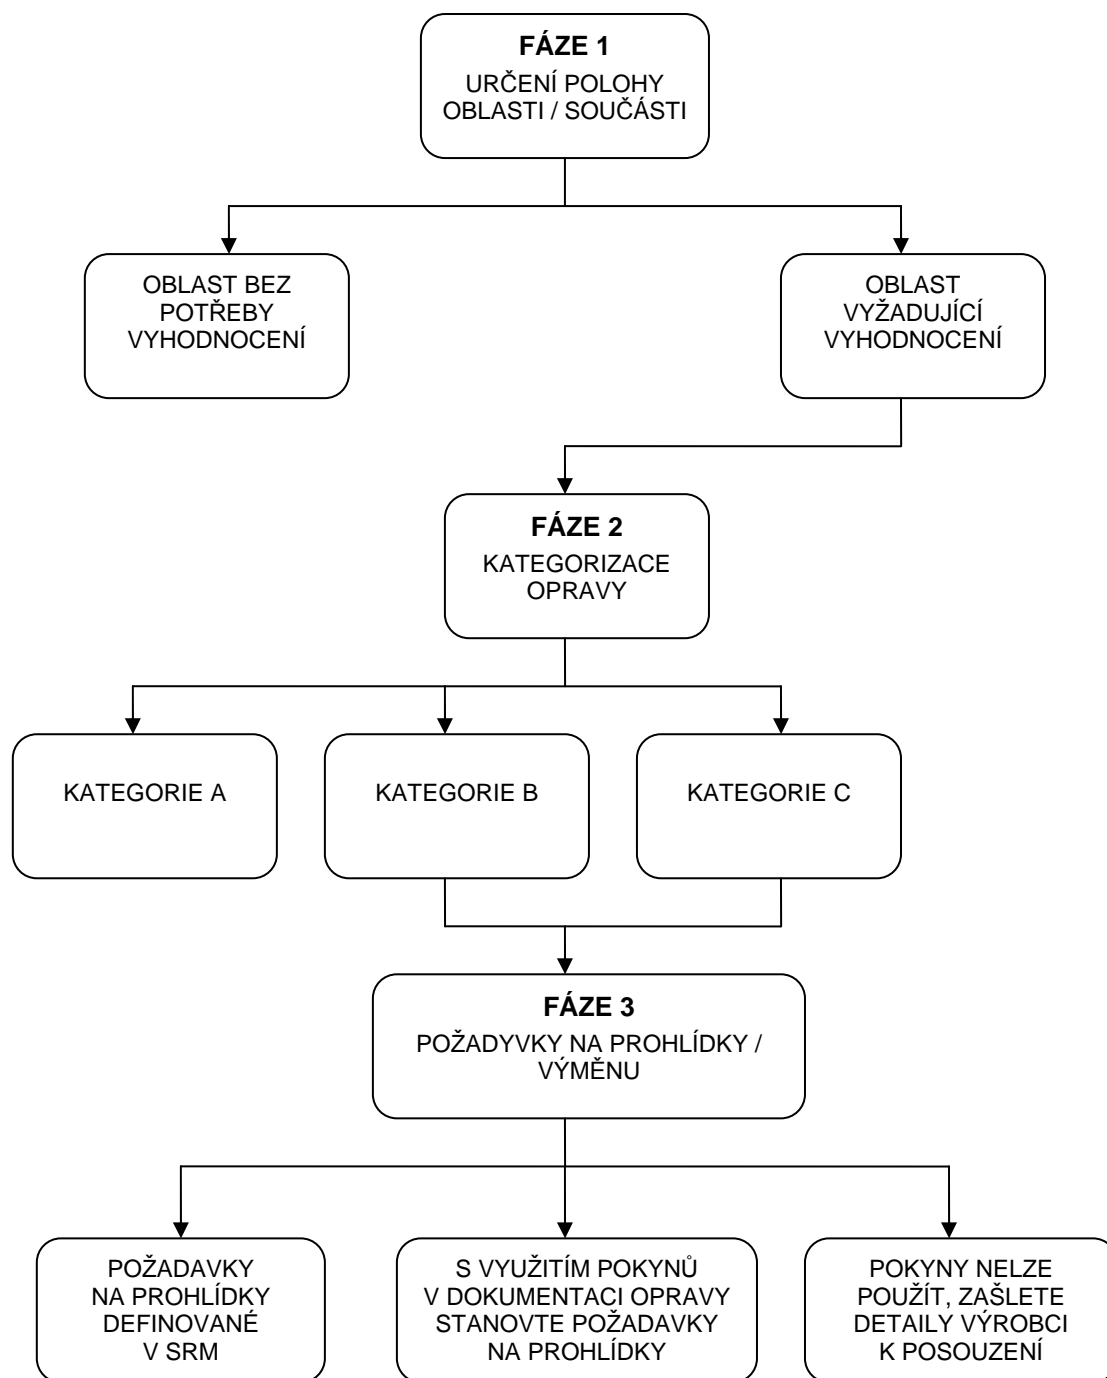 FÁZE 1
URČENÍ POLOHY
OBLASTI / SOUČÁSTI
OBLAST BEZ
POTŘEBY
VYHODNOCENÍ
OBLAST
VYŽADUJÍCÍ
VYHODNOCENÍ
FÁZE 2
KATEGORIZACE
OPRAVY
KATEGORIE A
KATEGORIE B
KATEGORIE C
FÁZE 3
POŽADYVKY NA PROHLÍDKY /
VÝMĚNU
POŽADAVKY
NA PROHLÍDKY
DEFINOVANÉ
V SRM
S VYUŽITÍM POKYNŮ
V DOKUMENTACI OPRAVY
STANOVTE POŽADAVKY
NA PROHLÍDKY
POKYNY NELZE
POUŽÍT, ZAŠLETE
DETAILY VÝROBCI
K POSOUZENÍ